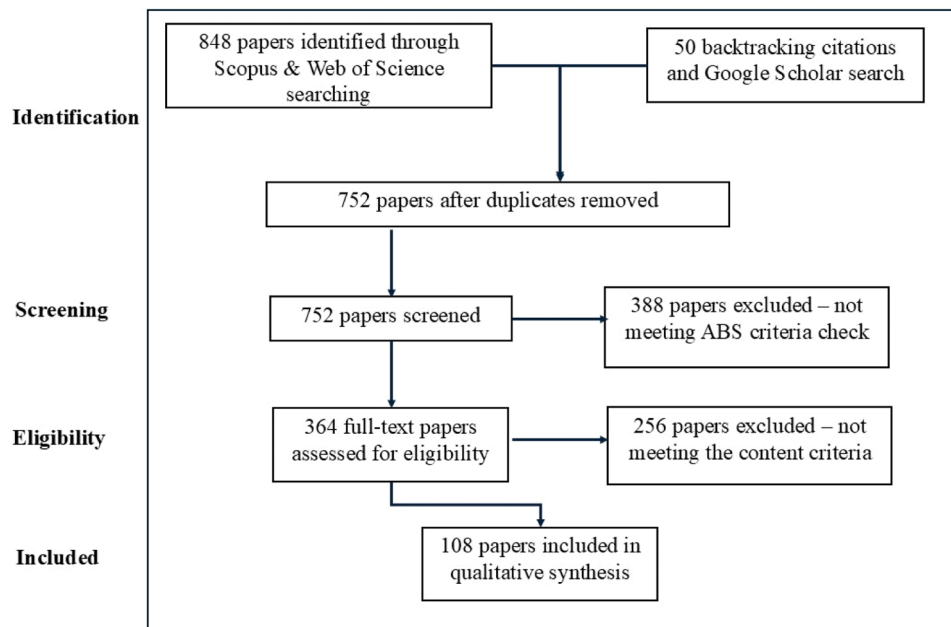 848 papers identified through
Scopus & Web of Science
searching
50 backtracking citations
and Google Scholar search
Identification
752 papers after duplicates removed
Screening
752 papers screened
388 papers excluded – not
meeting ABS criteria check
Eligibility
364 full-text papers
assessed for eligibility
256 papers excluded – not
meeting the content criteria
Included
108 papers included in
qualitative synthesis